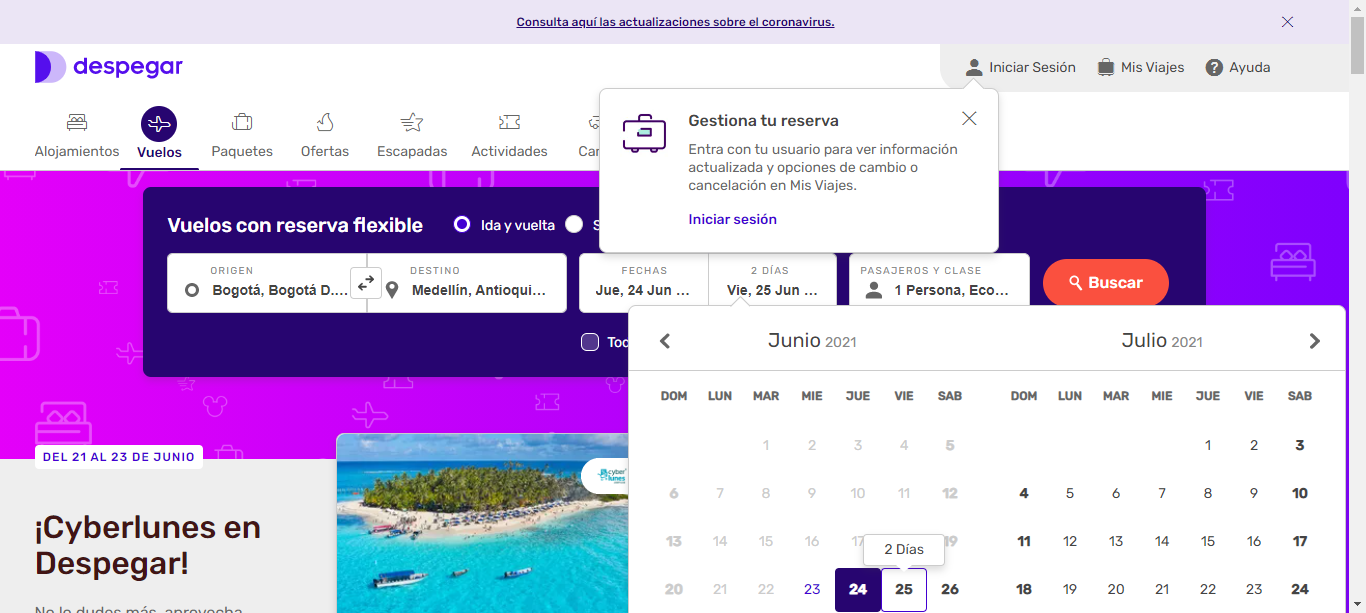 Consulta aquí las actualizaciones sobre el coronavirus.
despegar
Iniciar Sesión
Mis Viajes
Ayuda
Alojamientos
Vuelos
Paquetes
Ofertas
Escapadas
Actividades
Gestiona tu reserva
Entra con tu usuario para ver información
actualizada y opciones de cambio o
cancelación en Mis Viajes.
Iniciar sesión
Vuelos con reserva flexible
Ida y vuelta
ORIGEN
Bogotá, Bogotá D....
DESTINO
Medellín, Antioqui...
FECHAS
Jue, 24 Jun ...
2 DÍAS
Vie, 25 Jun ...
PASAJEROS Y CLASE
1 Persona, Eco...
Buscar
Junio 2021
Julio 2021
DOM LUN MAR MIE JUE VIE SAB
DOM LUN MAR MIE JUE VIE SAB
1 2 3 4 5
1 2 3
6 7 8 9 10 11 12
4 5 6 7 8 9 10
13 14 15 16 17 19
11 12 13 14 15 16 17
2 Días
20 21 22 23 24 25 26
18 19 20 21 22 23 24
DEL 21 AL 23 DE JUNIO
cyber
lunes
¡Cyberlunes en
Despegar!
No lo dudes más, aprovecha